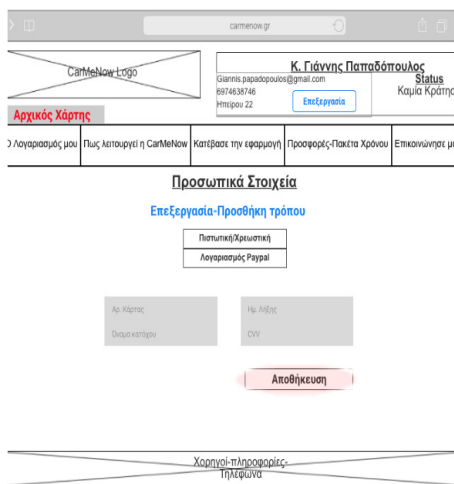 carmenow.gr
CarMeNow Logo
Κ. Γιάννης Παπαδόπουλος
Giannis.papadopoulos@gmail.com
6974638746
Ηπείρου 22
Επεξεργασία
Status
Καμία Κράτησ
Αρχικός Χάρτης
Ο Λογαριασμός μου
Πως λειτουργεί η CarMeNow
Κατέβασε την εφαρμογή
Προσφορές-Πακέτα Χρόνου
Επικοινώνησε μ
Προσωπικά Στοιχεία
Επεξεργασία-Προσθήκη τρόπου
Πιστωτική/Χρεωστική
Λογαριασμός Paypal
Αρ. Κάρτας
Όνομα κατόχου
Ημ. Λήξης
CVV
Αποθήκευση
Χορηγοί-πληροφορίες-
Τηλέφωνα